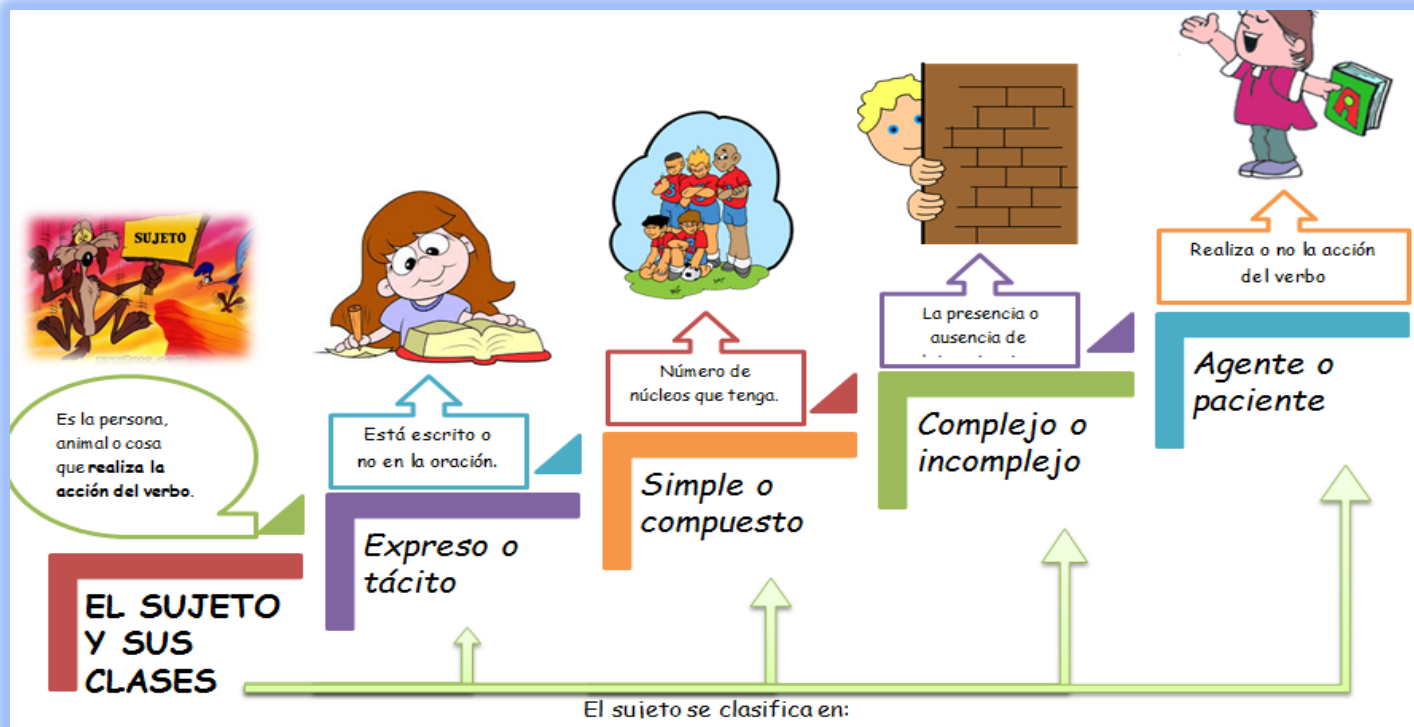 SUJETO
Es la persona,
animal o cosa
que realiza la
acción del verbo.
EL SUJETO
Y SUS
CLASES
Está escrito o
no en la oración.
Expreso o
tácito
Número de
núcleos que tenga.
Simple o
compuesto
La presencia o
ausencia de
Complejo o
incomplejo
Realiza o no la acción
del verbo
Agente o
paciente
A
El sujeto se clasifica en: